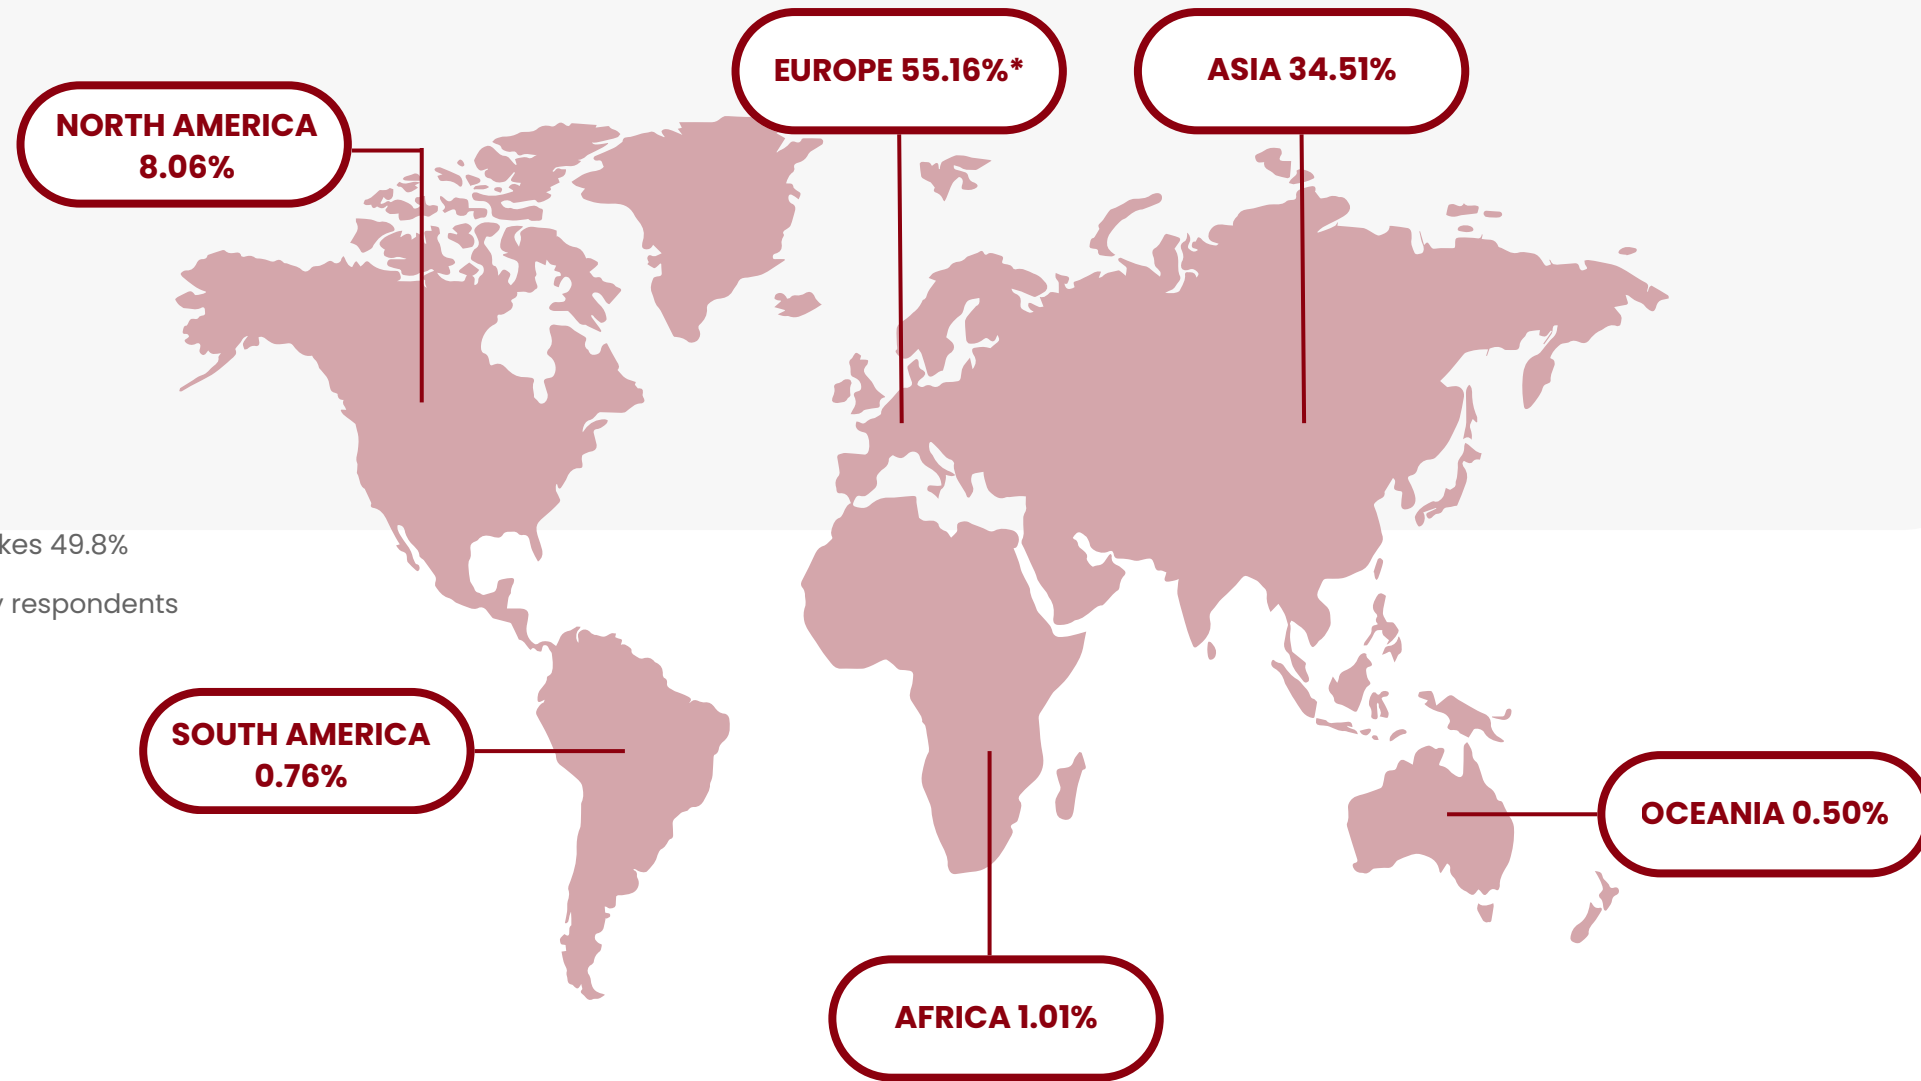 EUROPE 55.16%*
ASIA 34.51%
NORTH AMERICA
8.06%
49.8%
respondents
SOUTH AMERICA
0.76%
OCEANIA 0.50%
AFRICA 1.01%